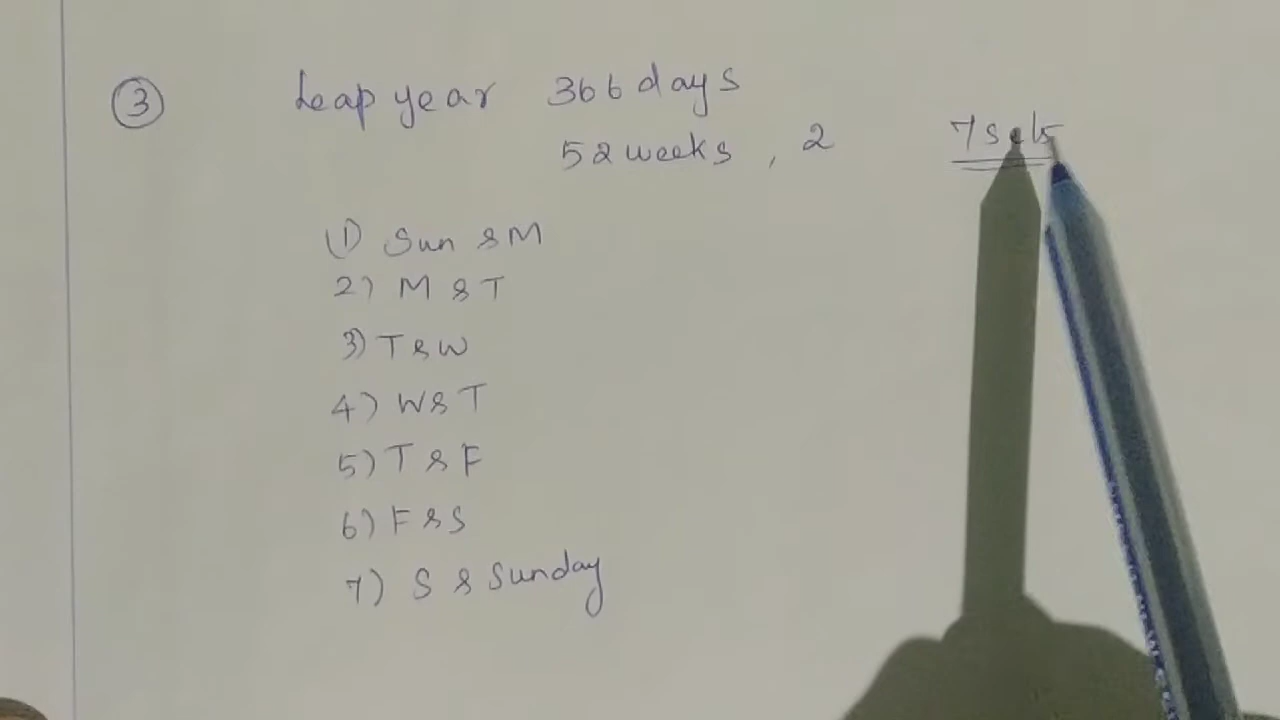 3 Leap year 366 days
52 weeks , 2
7 sets
1) Sun & M
2) M & T
3) T & W
4) W & T
5) T & F
6) F & S
7) S & Sunday